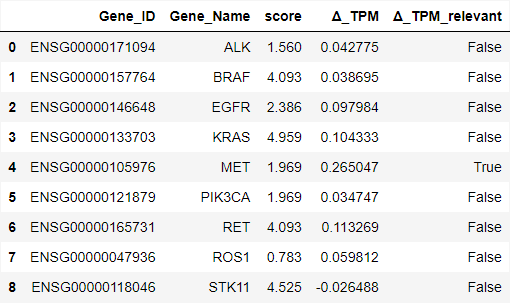 Gene_ID Gene_Name score Δ_TPM Δ_TPM_relevant
0 ENSG00000171094 ALK 1.560 0.042775 False
1 ENSG00000157764 BRAF 4.093 0.038695 False
2 ENSG00000146648 EGFR 2.386 0.097984 False
3 ENSG00000133703 KRAS 4.959 0.104333 False
4 ENSG00000105976 MET 1.969 0.265047 True
5 ENSG00000121879 PIK3CA 1.969 0.034747 False
6 ENSG00000165731 RET 4.093 0.113269 False
7 ENSG00000047936 ROS1 0.783 0.059812 False
8 ENSG00000118046 STK11 4.525 -0.026488 False